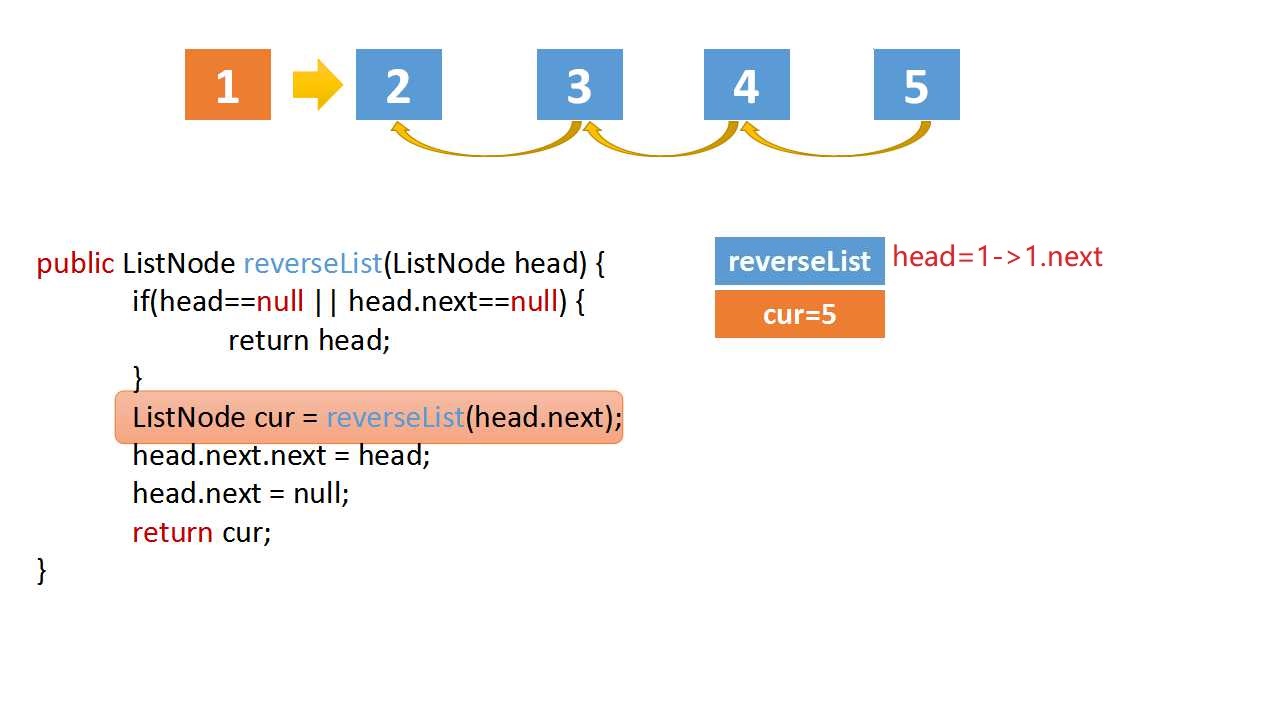 1 2 3 4 5
public ListNode reverseList(ListNode head) {
if(head==null || head.next==null) {
return head;
}
ListNode cur = reverseList(head.next);
head.next.next = head;
head.next = null;
return cur;
}
reverseList head=1->1.next
cur=5